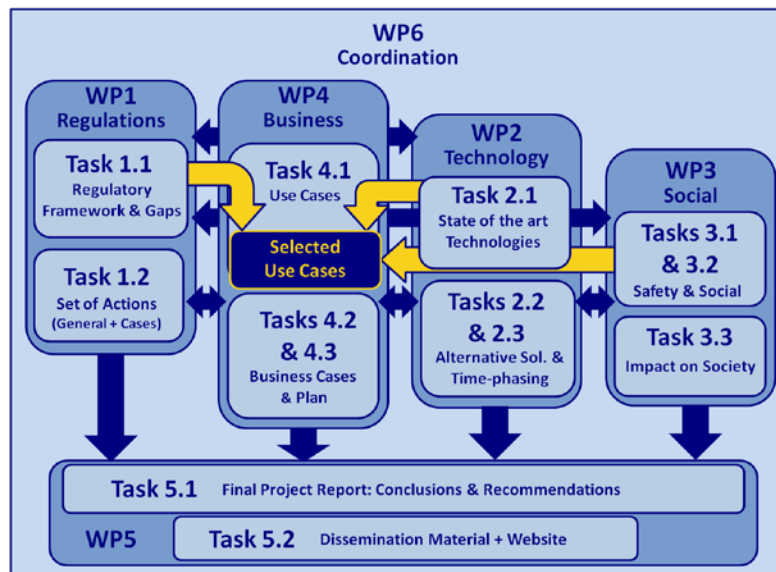 WP6
Coordination
WP1
Regulations
Task 1.1
Regulatory
Framework & Gaps
Task 1.2
Set of Actions
(General + Cases)
WP4
Business
Task 4.1
Use Cases
Selected
Use Cases
Tasks 4.2
& 4.3
Business Cases
& Plan
WP2
Technology
Task 2.1
State of the art
Technologies
Tasks 2.2
& 2.3
Alternative Sol. &
Time-phasing
WP3
Social
Tasks 3.1
& 3.2
Safety & Social
Task 3.3
Impact on Society
Task 5.1 Final Project Report: Conclusions & Recommendations
WP5
Task 5.2 Dissemination Material + Website